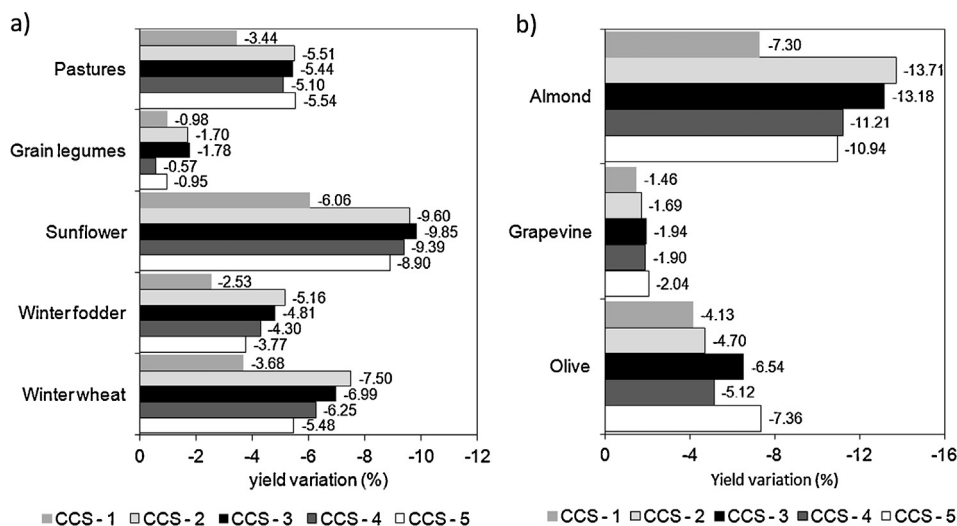 a)
Pastures
-3.44
-5.51
-5.44
-5.10
-5.54
Grain legumes
-0.98
-1.70
-1.78
-0.57
-0.95
Sunflower
-6.06
-9.60
-9.85
-9.39
-8.90
Winter fodder
-2.53
-5.16
-4.81
-4.30
-3.77
Winter wheat
-3.68
-7.50
-6.99
-6.25
-5.48
0 -2 -4 -6 -8 -10 -12
yield variation (%)
CCS - 1 CCS - 2 CCS - 3 CCS - 4 CCS - 5
b)
Almond
-7.30
-13.71
-13.18
-11.21
-10.94
Grapevine
-1.46
-1.69
-1.94
-1.90
-2.04
Olive
-4.13
-4.70
-6.54
-5.12
-7.36
0 -4 -8 -12 -16
Yield variation (%)
CCS - 1 CCS - 2 CCS - 3 CCS - 4 CCS - 5